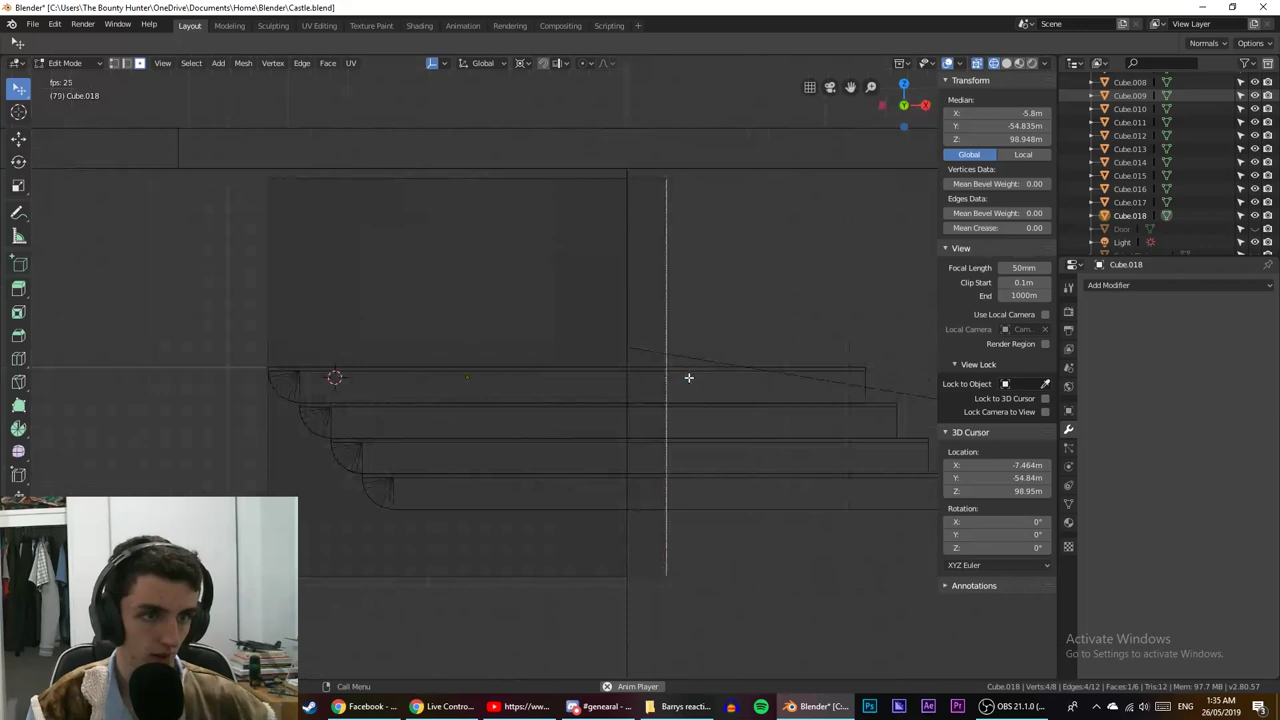 Blender* [C:\Users\The Bounty Hunter\OneDrive\Documents\Blender\Castle.blend]
File Edit Render Window Help
Layout Modeling Sculpting UV Editing Texture Paint Shading Animation Rendering Compositing Scripting +
Scene
View Layer
Normals
Options
Edit Mode
View Select Add Mesh Vertex Edge Face UV
Global
fps: 25
(79) Cube.018
Transform
Median:
X: -5.8m
Y: -54.835m
Z: 98.948m
Global Local
Vertices Data:
Mean Bevel Weight: 0.00
Edges Data:
Mean Bevel Weight: 0.00
Mean Crease: 0.00
View
Focal Length 50mm
Clip Start 0.1m
End 1000m
Use Local Camera
Local Camera Cam...
Render Region
View Lock
Lock to Object
Lock to 3D Cursor
Lock Camera to View
3D Cursor
Location:
X: -7.464m
Y: -54.84m
Z: 98.95m
Rotation:
X: 0°
Y: 0°
Z: 0°
XYZ Euler
Annotations
Cube.008
Cube.009
Cube.010
Cube.011
Cube.012
Cube.013
Cube.014
Cube.015
Cube.016
Cube.017
Cube.018
Door
Light
Cube.018
Add Modifier
Activate Windows
Go to Settings to activate Windows.
Call Menu
Anim Player
Cube.018 | Verts:4/8 | Edges:4/12 | Faces:1/6 | Tris:12 | Mem: 97.7 MB | v2.80.57
Facebook - ...
Live Contro...
https://ww...
#genearal - ...
Barrys reacti...
Blender* [C:...
OBS 21.1.0 (...
ENG
1:35 AM
26/05/2019